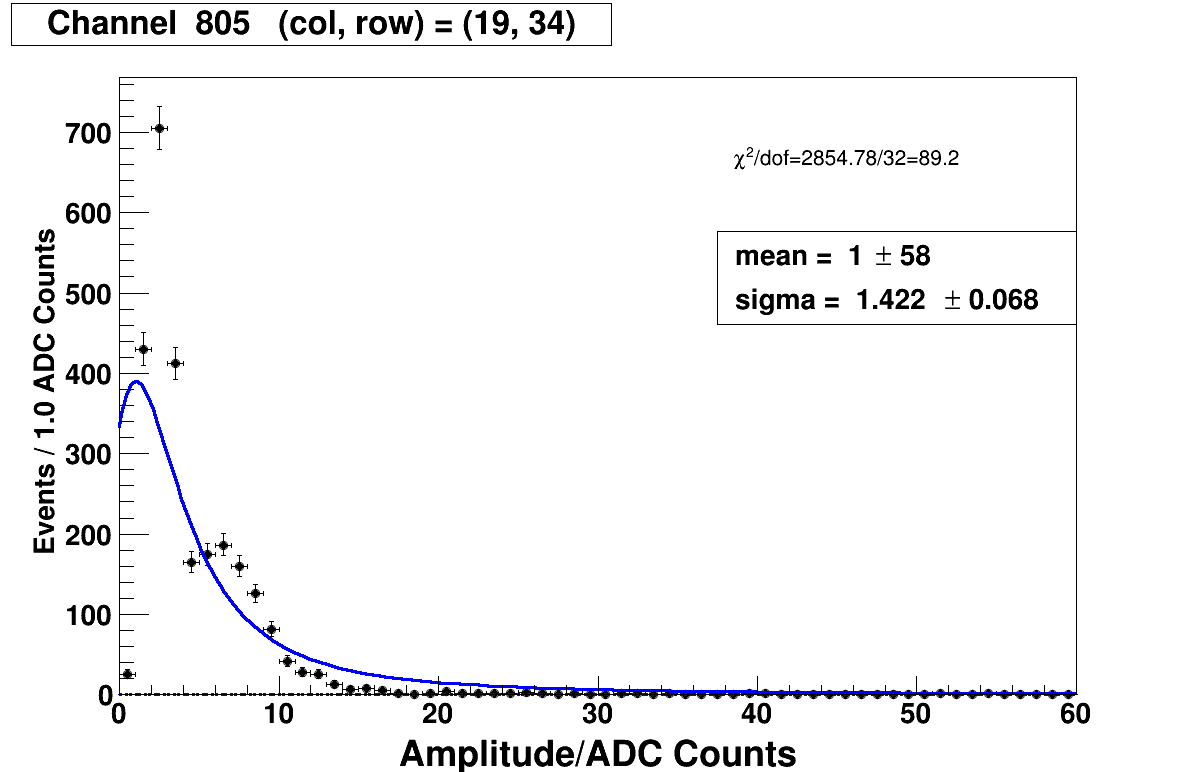 Channel 805 (col, row) = (19, 34)
χ²/dof=2854.78/32=89.2
mean = 1 ± 58
sigma = 1.422 ± 0.068
Events / 1.0 ADC Counts
700
600
500
400
300
200
100
0
0 10 20 30 40 50 60
Amplitude/ADC Counts